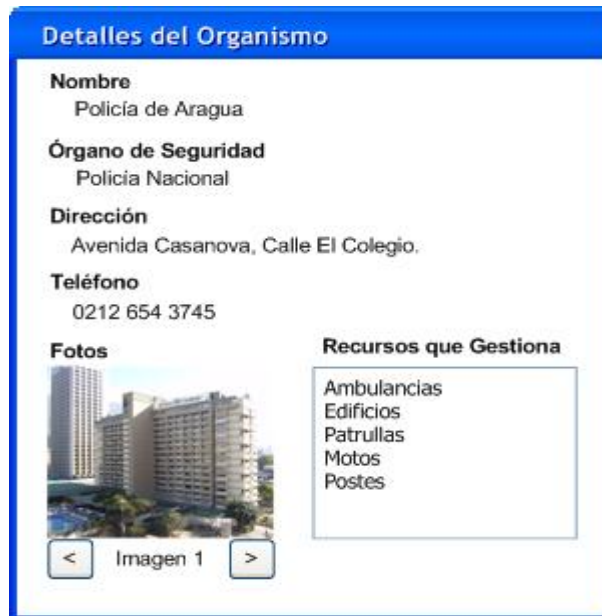 Detalles del Organismo
Nombre
Policía de Aragua
Órgano de Seguridad
Policía Nacional
Dirección
Avenida Casanova, Calle El Colegio.
Teléfono
0212 654 3745
Fotos
< Imagen 1 >
Recursos que Gestiona
Ambulancias
Edificios
Patrullas
Motos
Postes